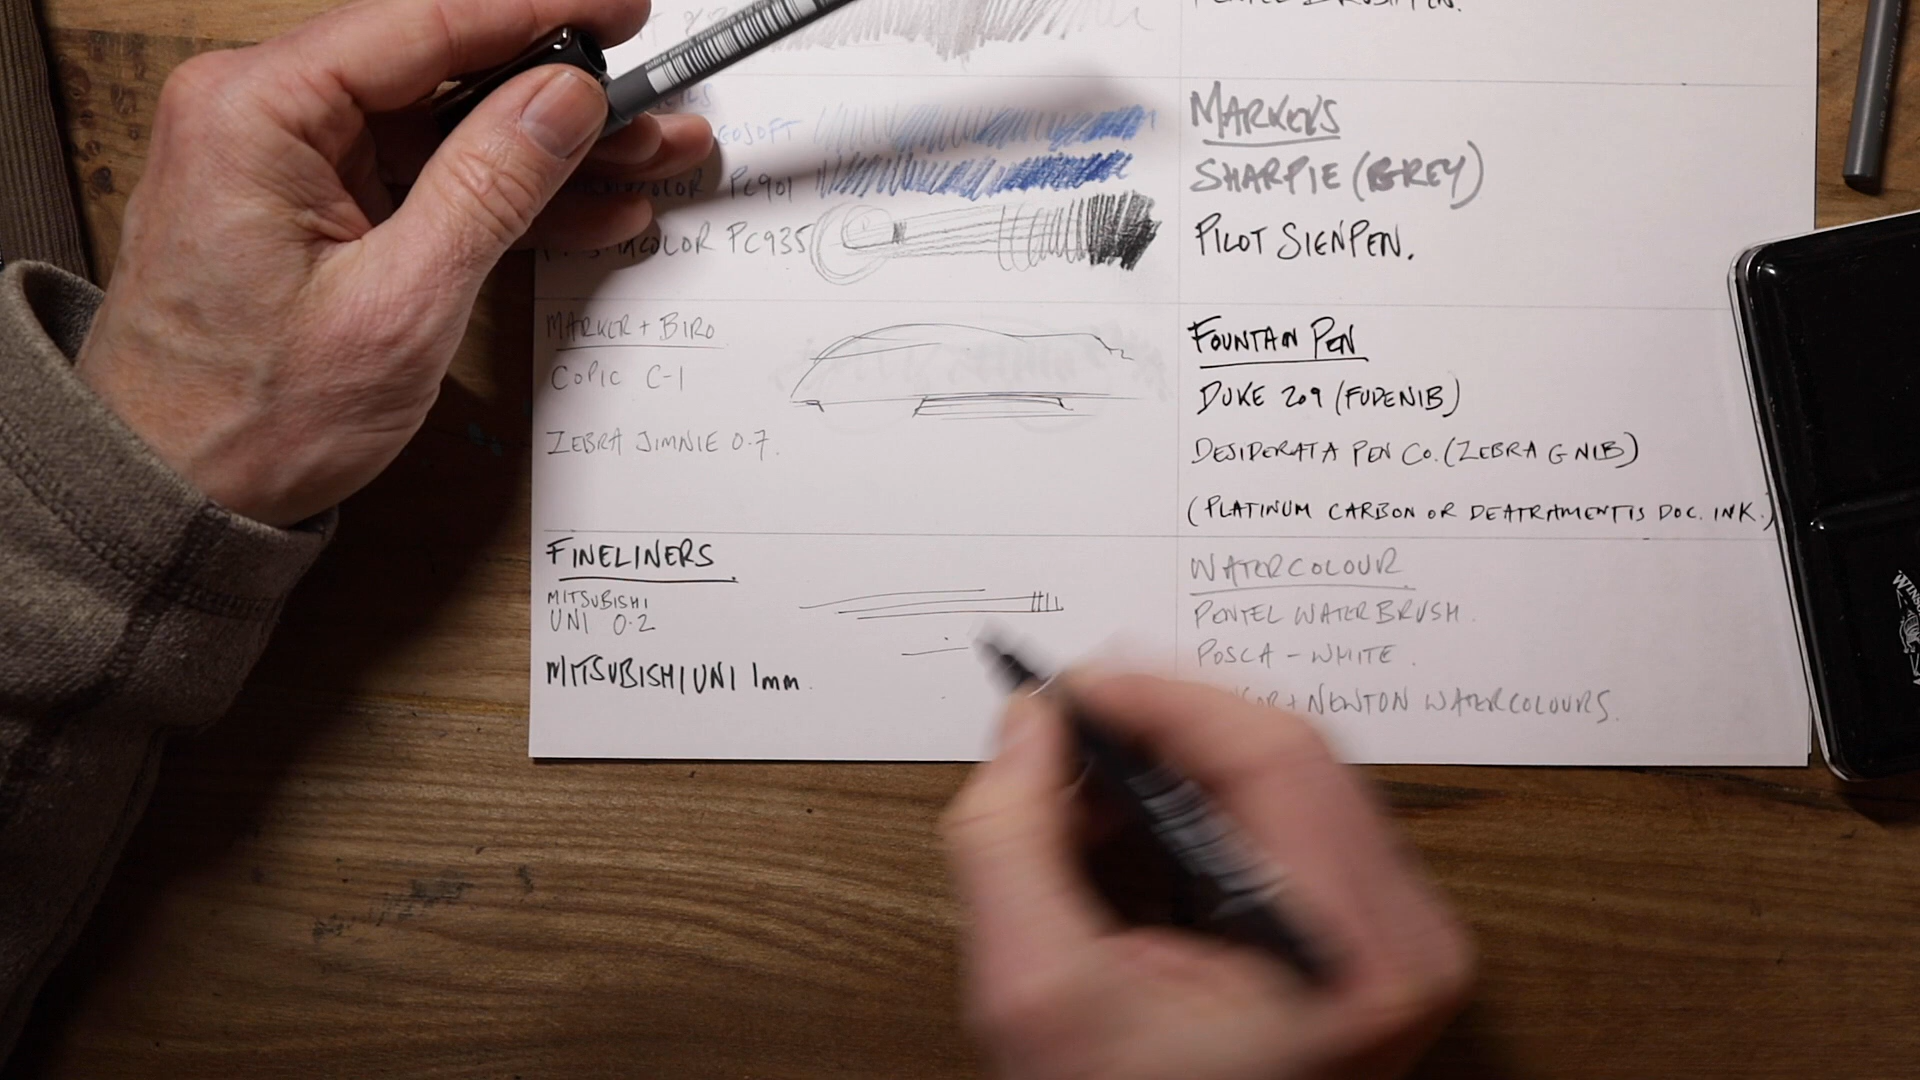 PC901
PC935
MARKER + BIRO
COPIC C-1
ZEBRA JIMNIE 0.7.
FINELINERS
MITSUBISHI
UNI 0.2
MITSUBISHI UNI 1mm.
MARKERS
SHARPIE (GREY)
PILOT SIENPEN.
FOUNTAIN PEN
DUKE 209 (FUDENIB)
DESIDERATA PEN CO. (ZEBRA G NIB)
(PLATINUM CARBON OR DEATRAMENTIS DOC. INK.)
WATERCOLOUR
PENTEL WATERBRUSH.
POSCA - WHITE.
+ NEWTON WATERCOLOURS.